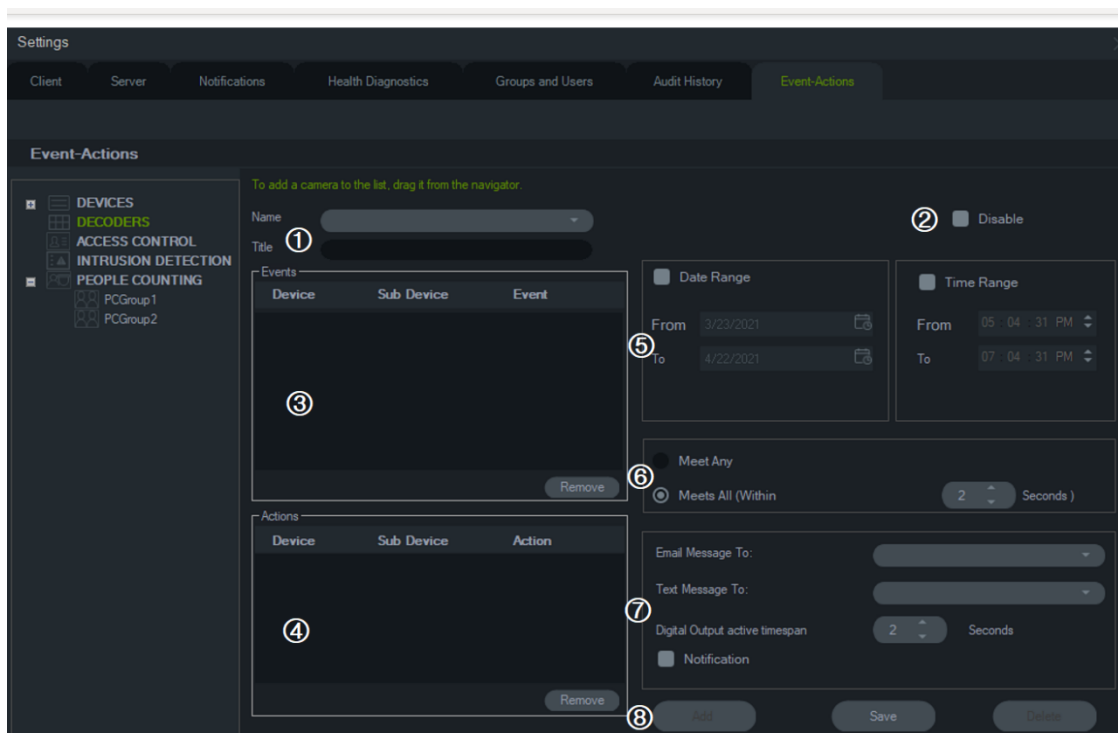 Settings
Client Server Notifications Health Diagnostics Groups and Users Audit History Event-Actions
Event-Actions
DEVICES
DECODERS
ACCESS CONTROL
INTRUSION DETECTION
PEOPLE COUNTING
PCGroup1
PCGroup2
To add a camera to the list, drag it from the navigator.
Name
① 
Title
② Disable
Events
Device Sub Device Event
③
Remove
Actions
Device Sub Device Action
④
Remove
⑤
Date Range
From 3/23/2021
To 4/22/2021
Time Range
From 05 : 04 : 31 PM
To 07 : 04 : 31 PM
⑥
Meet Any
Meets All (Within 2 Seconds )
⑦
Email Message To:
Text Message To:
Digital Output active timespan 2 Seconds
Notification
⑧ Add Save Delete